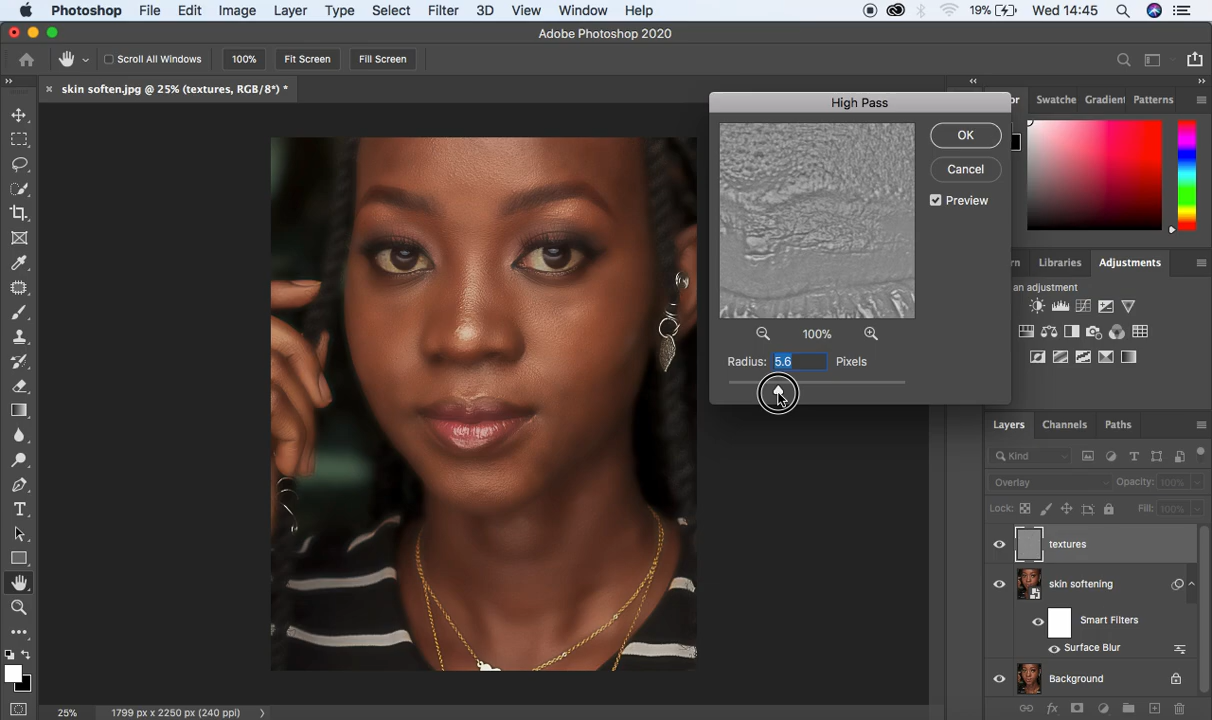 Photoshop File Edit Image Layer Type Select Filter 3D View Window Help 19% Wed 14:45
Adobe Photoshop 2020
Scroll All Windows 100% Fit Screen Fill Screen
skin soften.jpg @ 25% (textures, RGB/8*) *
High Pass
OK
Cancel
Preview
100%
Radius: 5.6 Pixels
or Swatche Gradient Patterns
rn Libraries Adjustments
an adjustment
Layers Channels Paths
Kind
Overlay Opacity: 100%
Lock: Fill: 100%
textures
skin softening
Smart Filters
Surface Blur
Background
25% 1799 px x 2250 px (240 ppi)